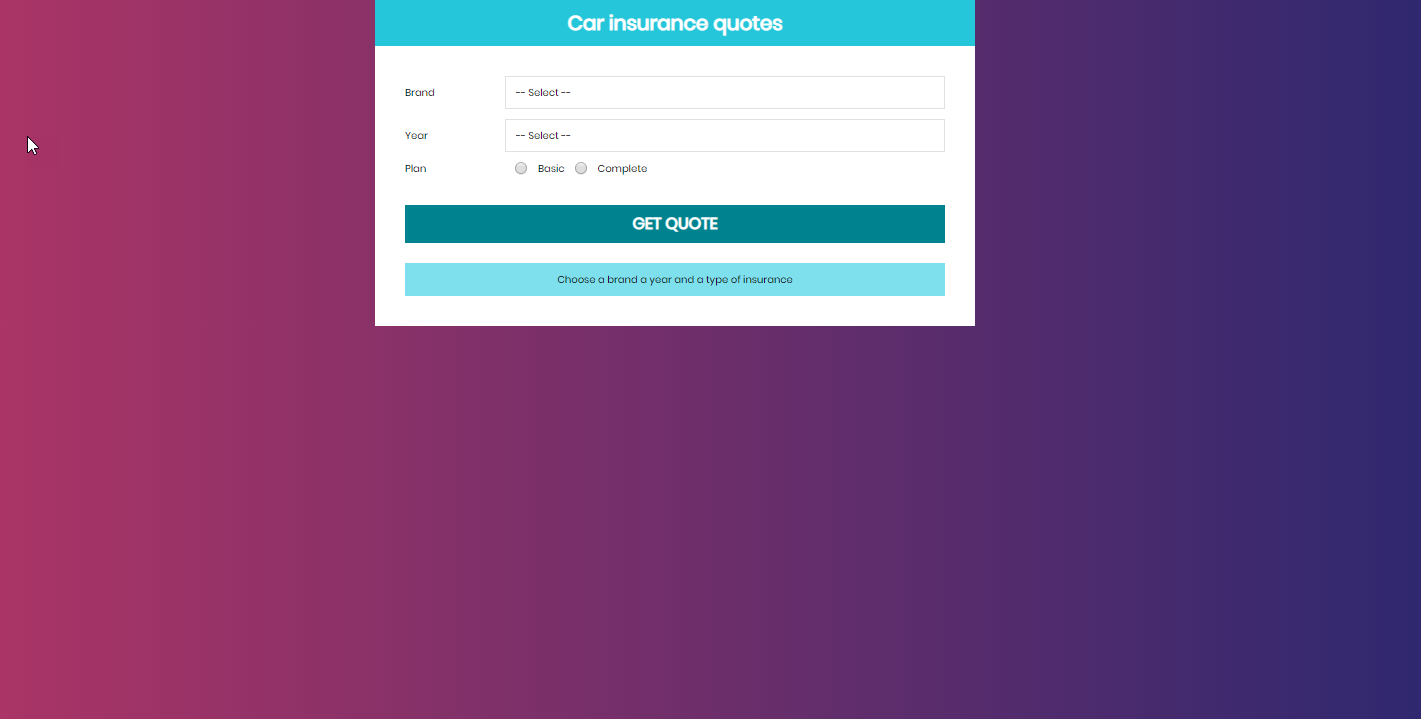 Car insurance quotes
Brand
-- Select --
Year
-- Select --
Plan Basic Complete
GET QUOTE
Choose a brand a year and a type of insurance